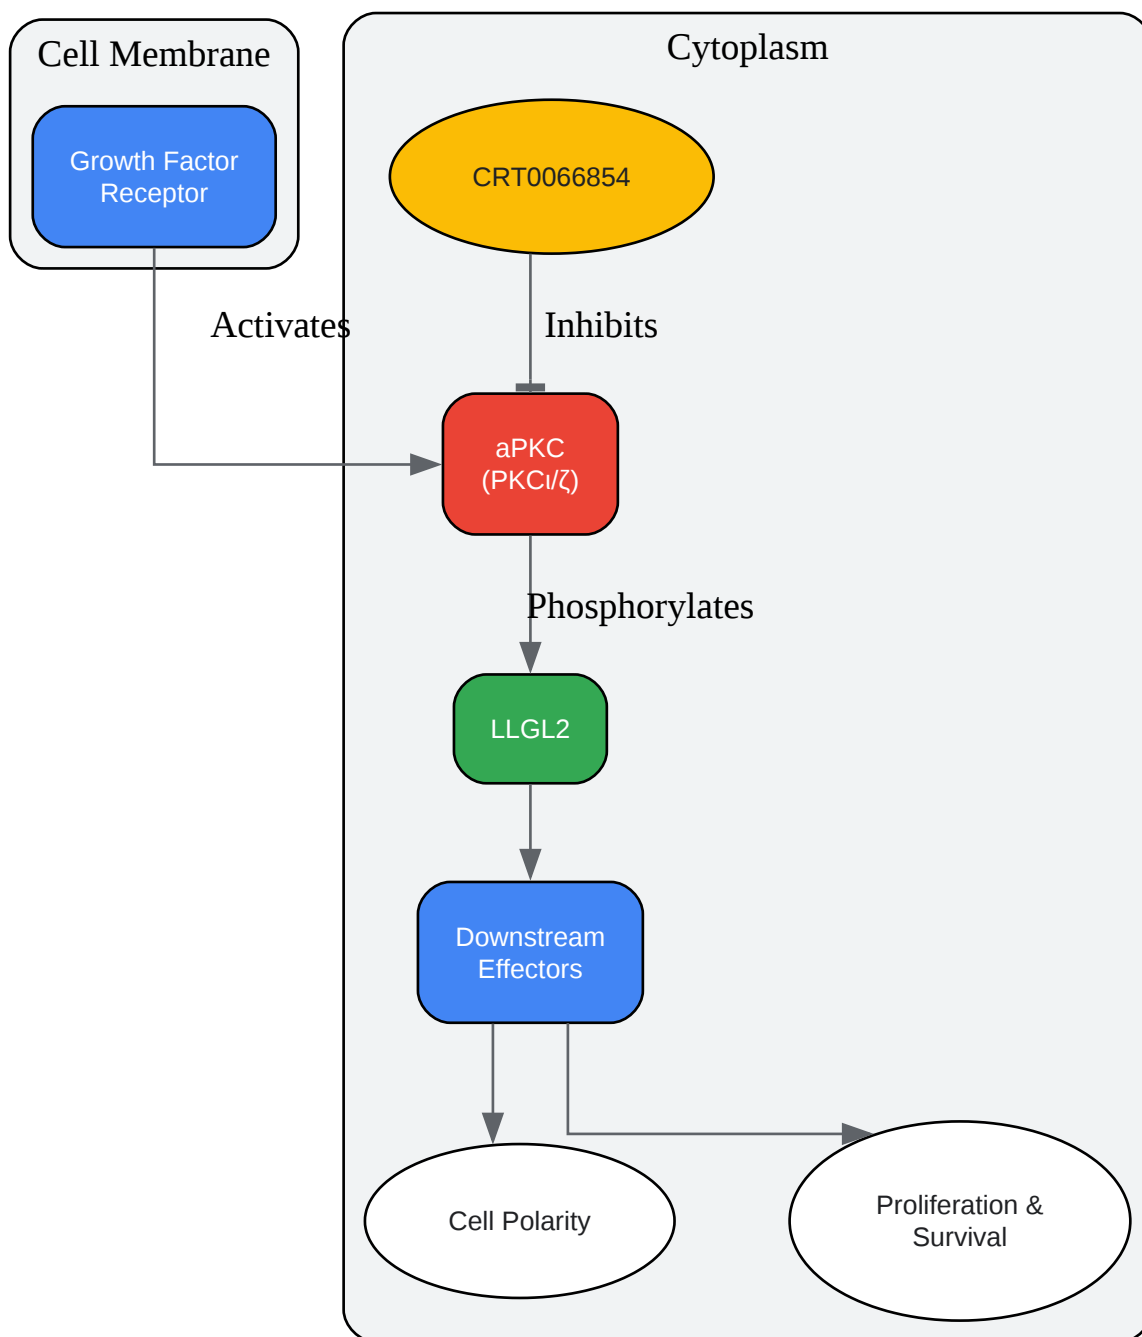 Cell Membrane
Growth Factor
Receptor
Cytoplasm
CRT0066854
Activates
Inhibits
aPKC
(PKCι/ζ)
Phosphorylates
LLGL2
Downstream
Effectors
Cell Polarity
Proliferation &
Survival